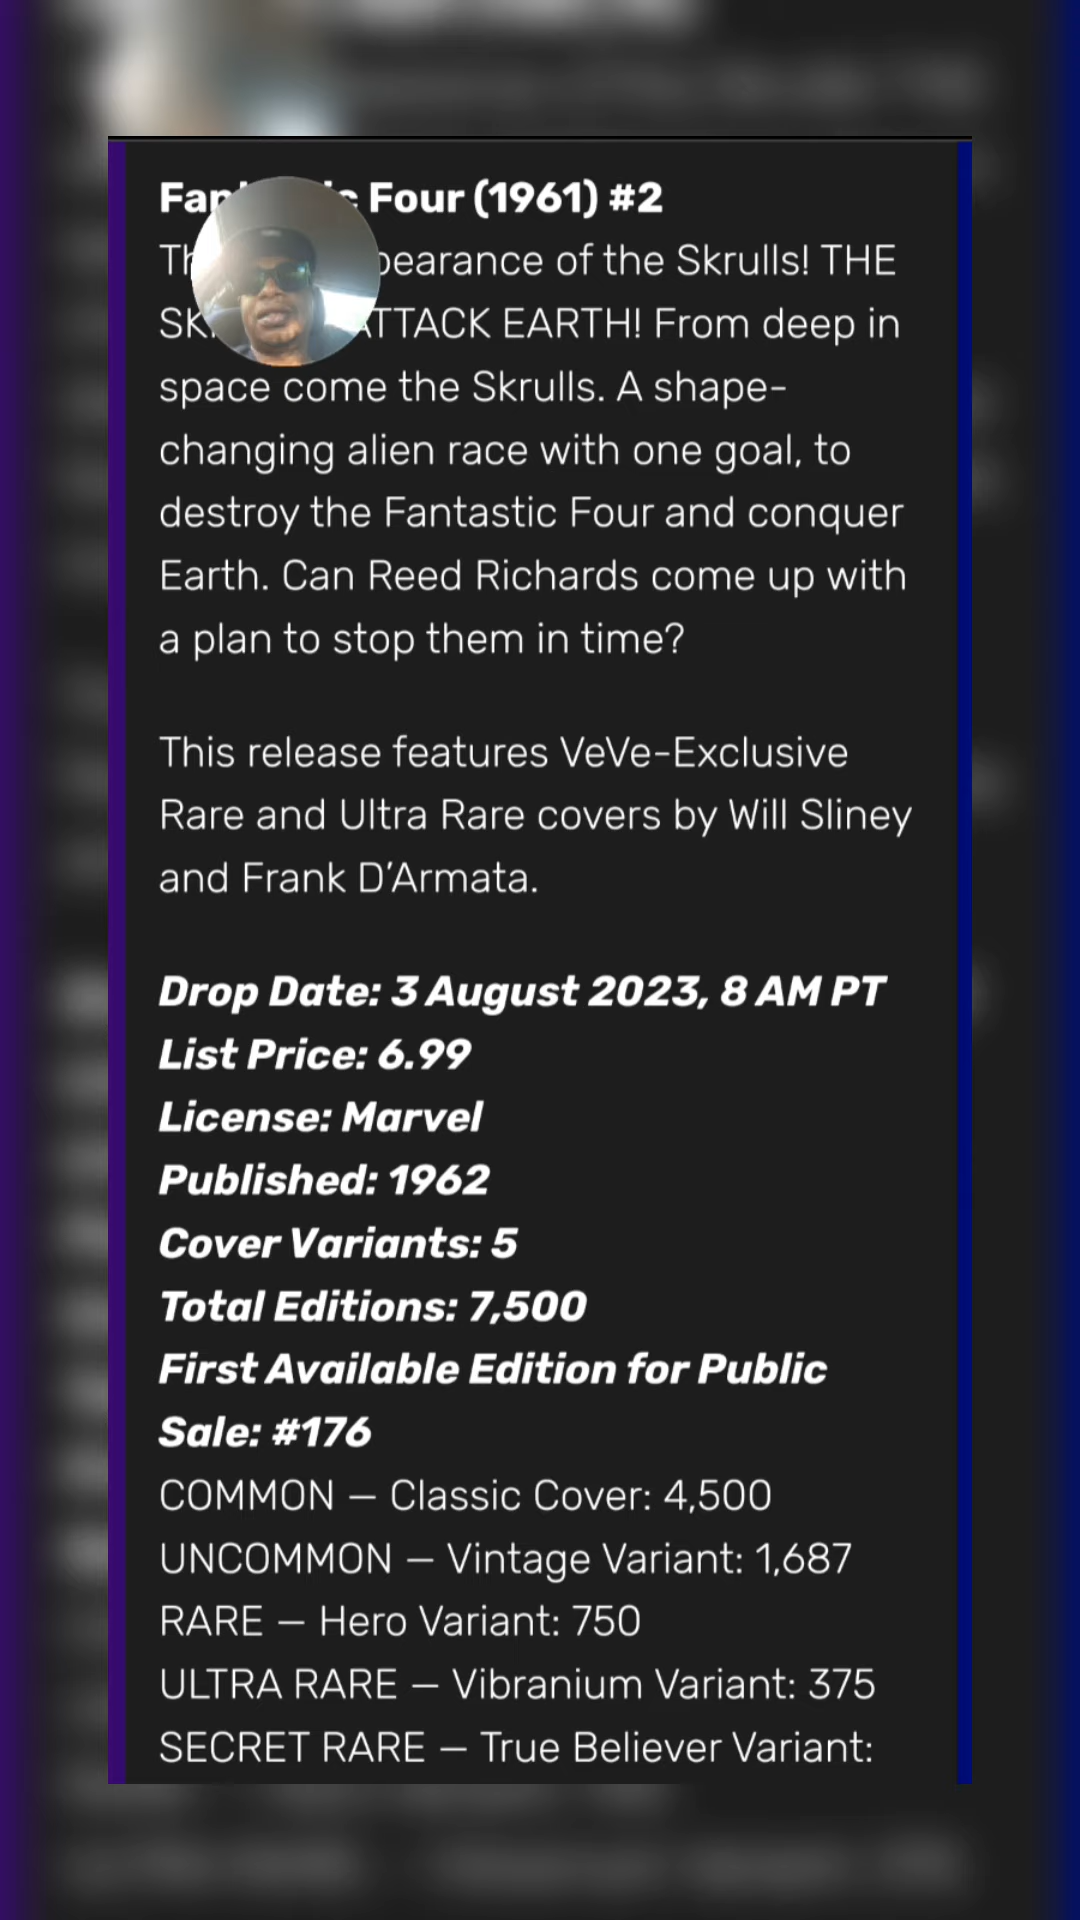 Four (1961) #2
of the Skrulls! THE
ATTACK EARTH! From deep in
space come the Skrulls. A shape-
changing alien race with one goal, to
destroy the Fantastic Four and conquer
Earth. Can Reed Richards come up with
a plan to stop them in time?
This release features VeVe-Exclusive
Rare and Ultra Rare covers by Will Sliney
and Frank D'Armata.
Drop Date: 3 August 2023, 8 AM PT
List Price: 6.99
License: Marvel
Published: 1962
Cover Variants: 5
Total Editions: 7,500
First Available Edition for Public
Sale: #176
COMMON — Classic Cover: 4,500
UNCOMMON — Vintage Variant: 1,687
RARE — Hero Variant: 750
ULTRA RARE — Vibranium Variant: 375
SECRET RARE — True Believer Variant: